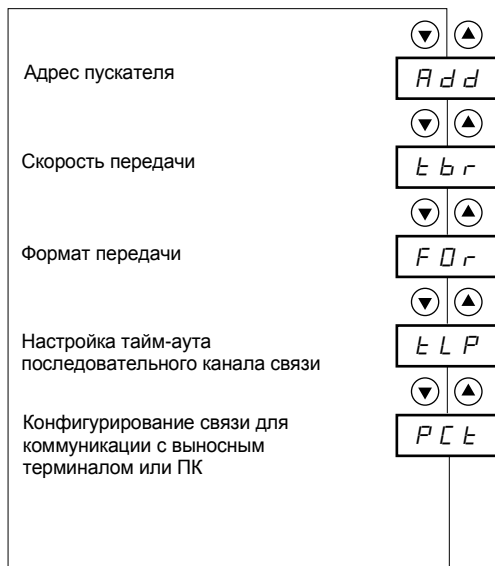 Адрес пускателя
Add
Скорость передачи
tbr
Формат передачи
FOr
Настройка тайм-аута
последовательного канала связи
tLP
Конфигурирование связи для
коммуникации с выносным
терминалом или ПК
PCt